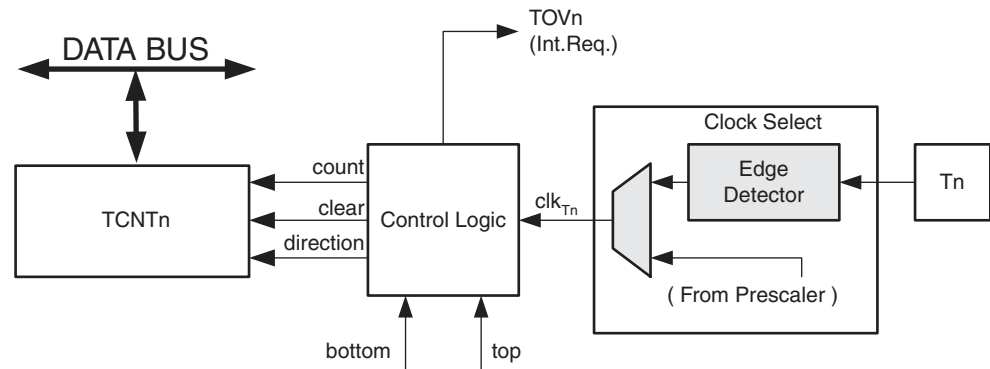 TOVn
(Int.Req.)
DATA BUS
Clock Select
count
Edge
Detector
Tn
TCNTn
clear
Control Logic
clkTn
direction
( From Prescaler )
bottom
top